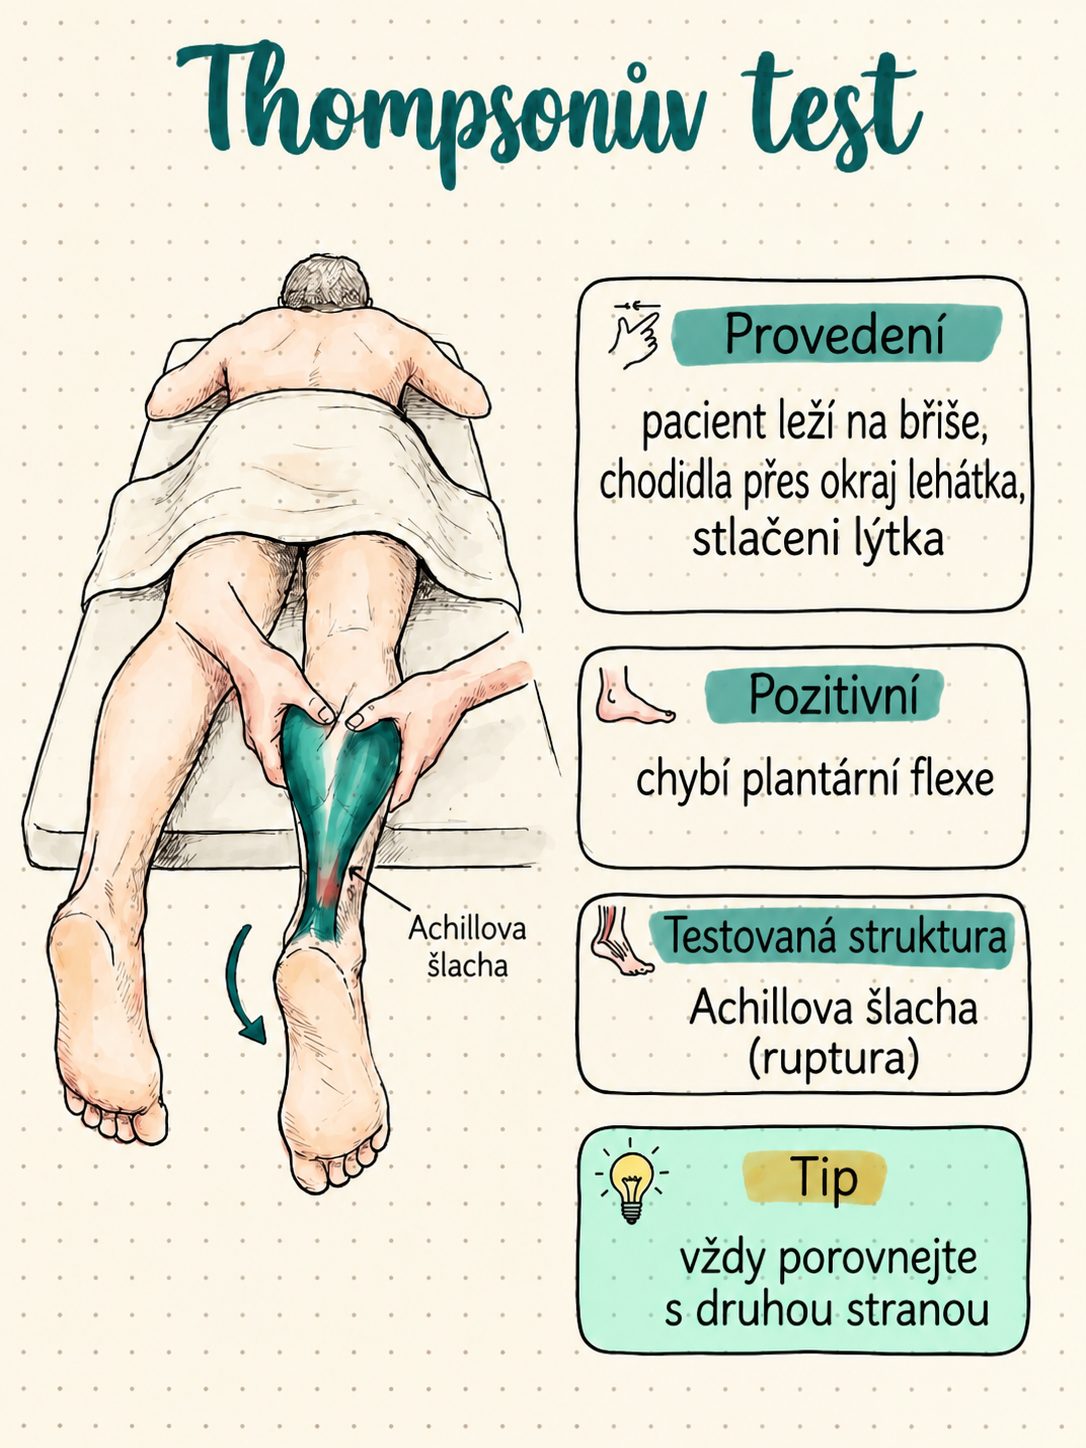 Thompsonův test
Provedení
pacient leží na břiše,
chodidla přes okraj lehátka,
stlačeni lýtka
Pozitivní
chybí plantární flexe
Achillova
šlacha
Testovaná struktura
Achillova šlacha
(ruptura)
Tip
vždy porovnejte
s druhou stranou